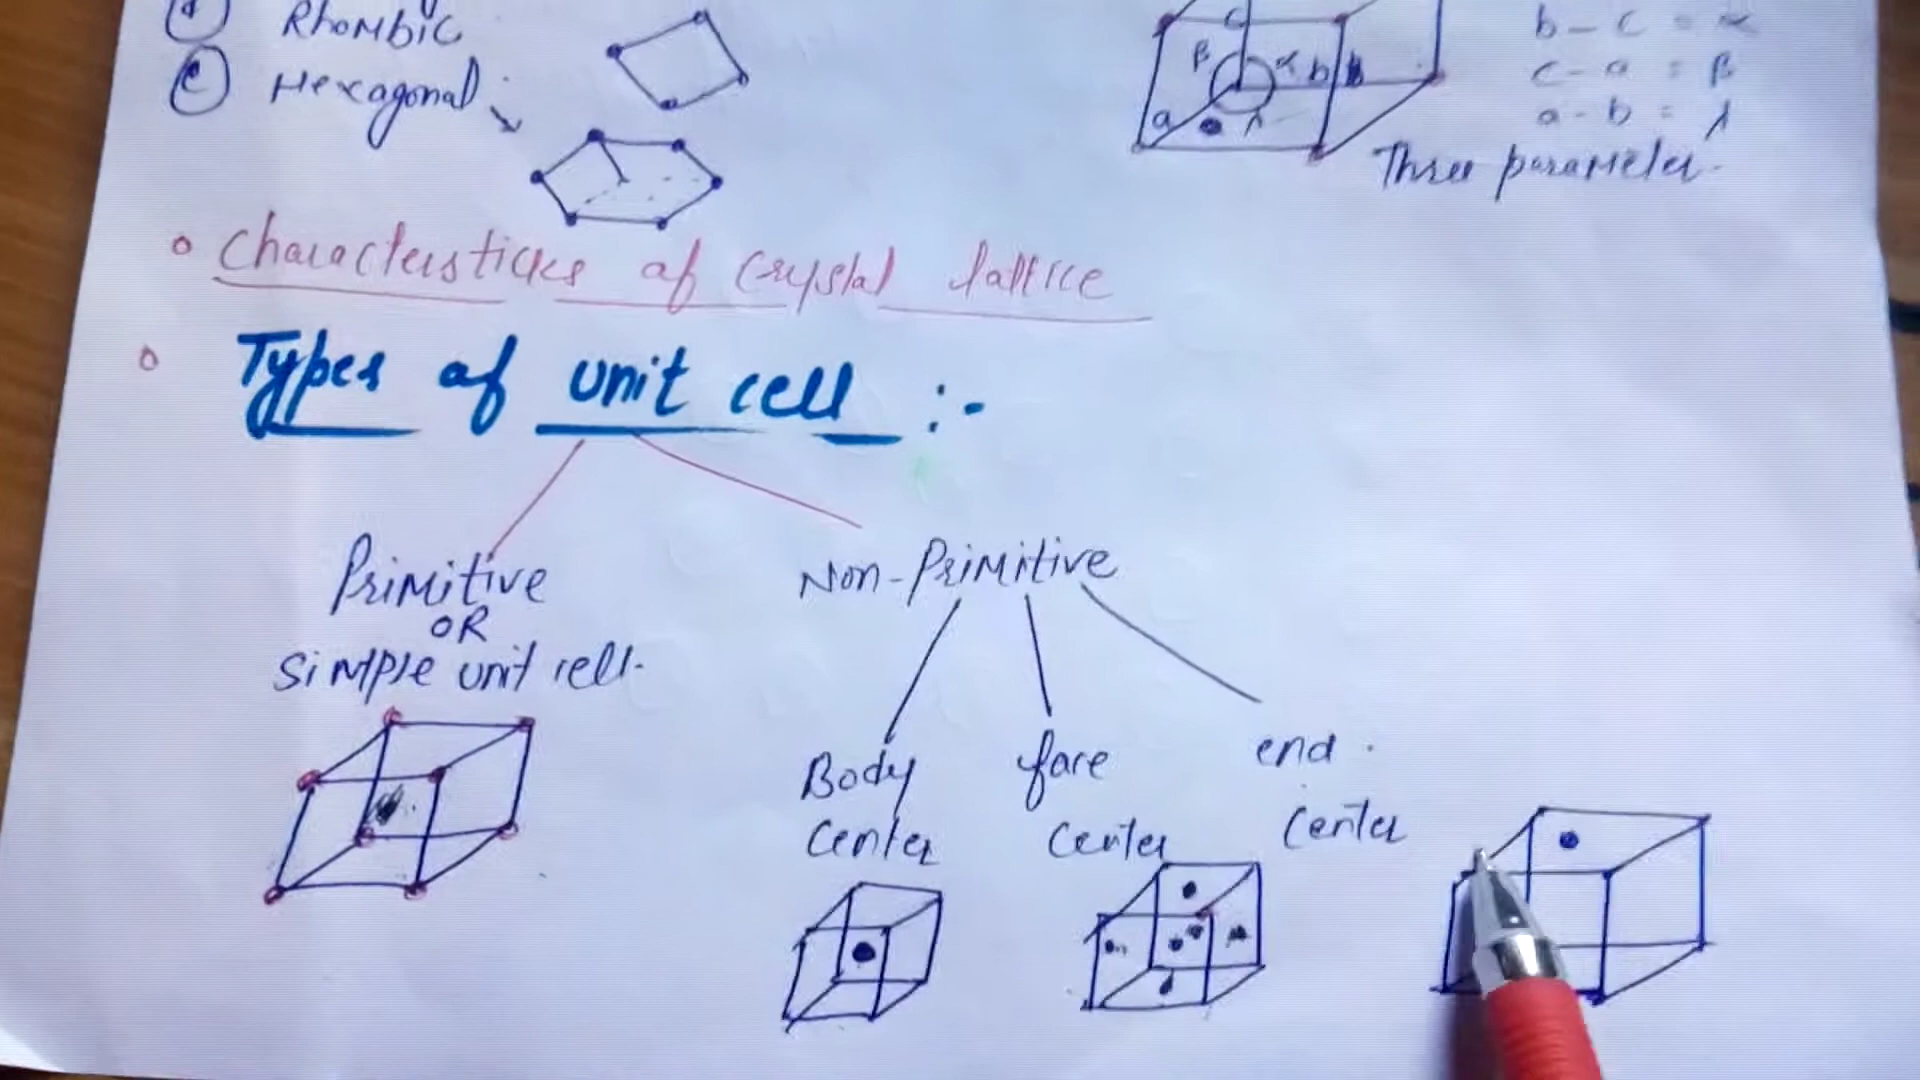 d Rhombic
e Hexagonal
c
β α b b
a λ
b - c = α
c - a = β
a - b = λ
Three parameter.
Characteristicks of crystal lattice
Types of unit cell :-
Primitive
OR
Simple unit cell.
Non-Primitive
Body
center
face
center
end.
center